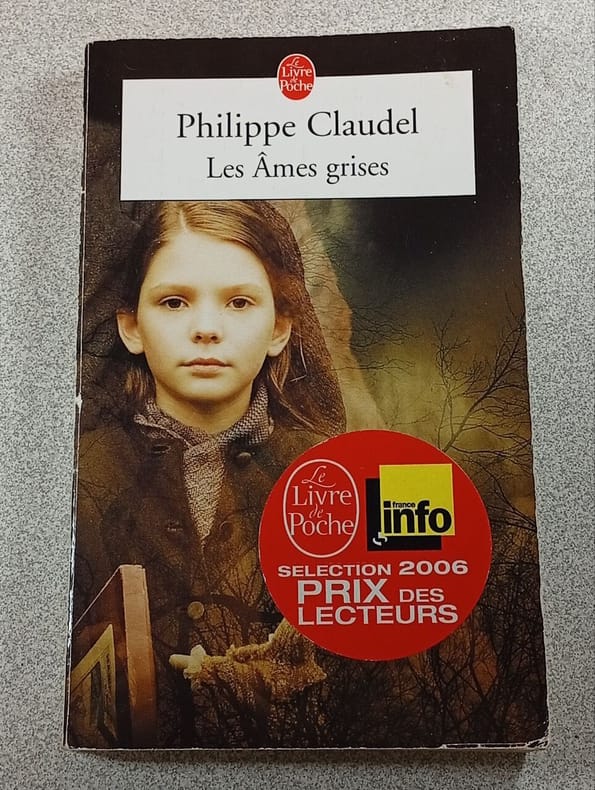 Le
Livre
de
Poche
Philippe Claudel
Les Âmes grises
Le
Livre
de
Poche
france
info
SELECTION 2006
PRIX DES
LECTEURS